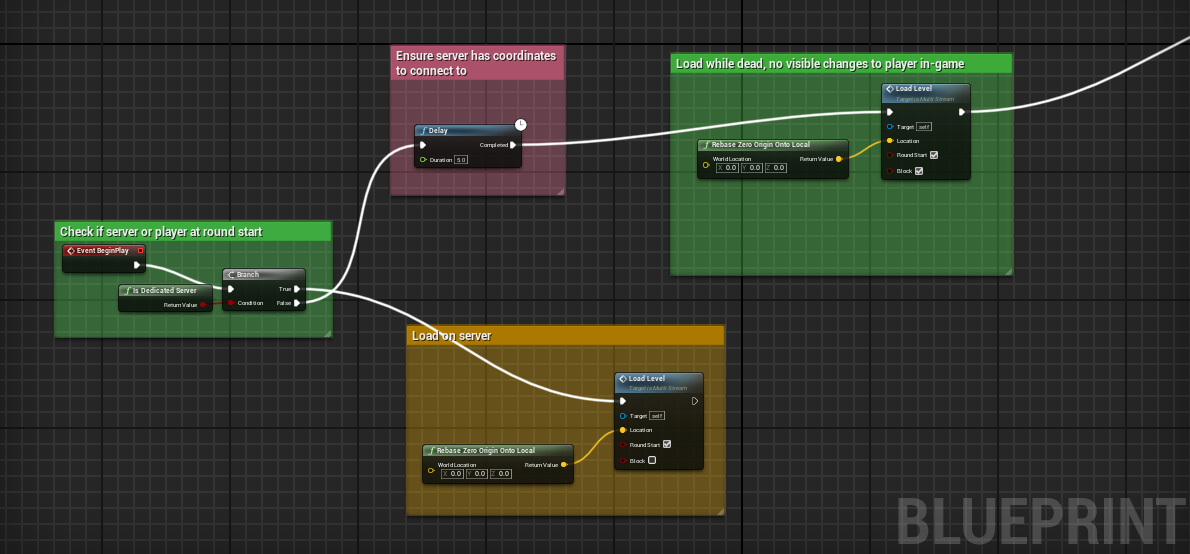 Ensure server has coordinates
to connect to
Delay
Completed
Duration 5.0
Load while dead, no visible changes to player in-game
Load Level
Target is Multi Stream
Target self
Location
Round Start
Block
Rebase Zero Origin Onto Local
World Location
Return Value
X 0.0 Y 0.0 Z 0.0
Check if server or player at round start
Event BeginPlay
Branch
True
Condition
False
Is Dedicated Server
Return Value
Load on server
Load Level
Target is Multi Stream
Target self
Location
Round Start
Block
Rebase Zero Origin Onto Local
World Location
Return Value
X 0.0 Y 0.0 Z 0.0
BLUEPRINT